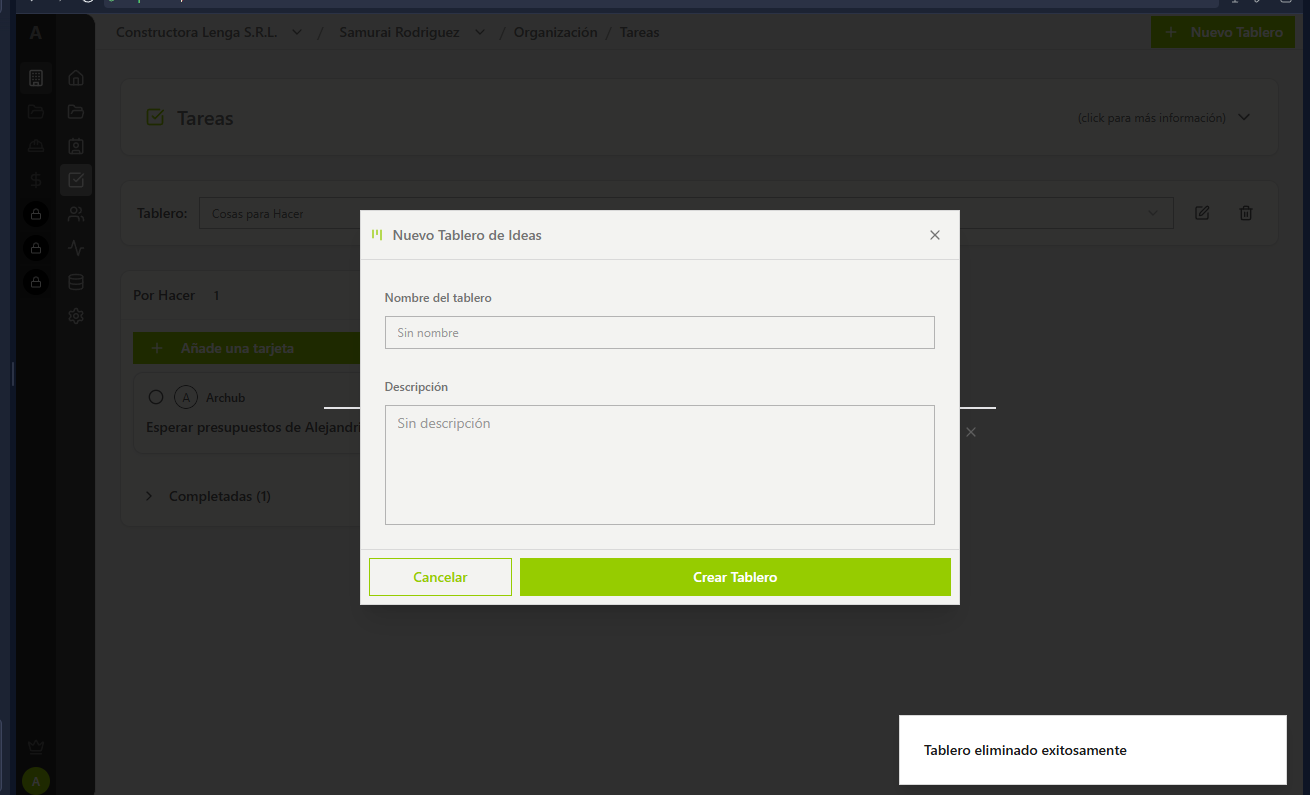 A
Constructora Lenga S.R.L. / Samurai Rodriguez / Organización / Tareas
+ Nuevo Tablero
Tareas
(click para más información)
Tablero:
Cosas para Hacer
Nuevo Tablero de Ideas
Por Hacer 1
Nombre del tablero
Sin nombre
+ Añade una tarjeta
Descripción
A Archub
Sin descripción
Esperar presupuestos de Alejandr
Completadas (1)
Cancelar
Crear Tablero
Tablero eliminado exitosamente
A